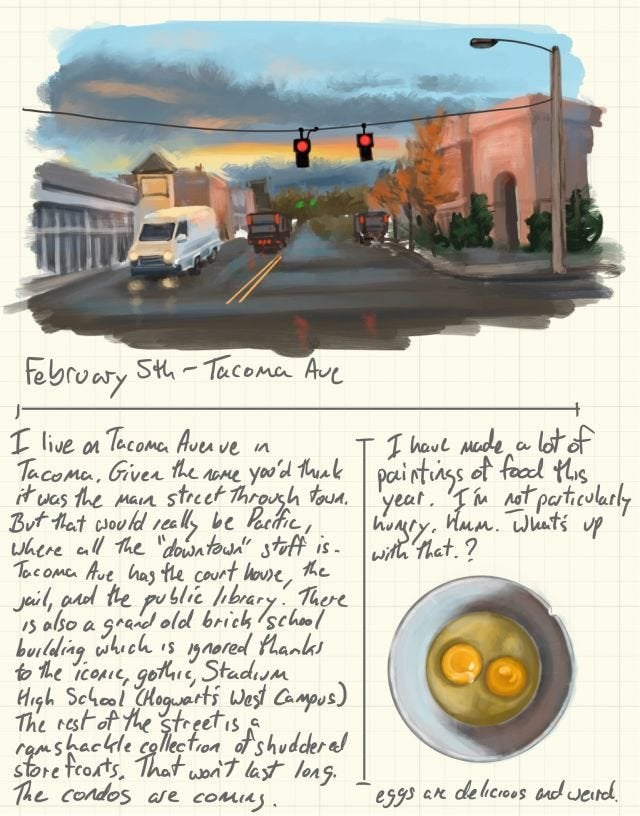 February 5th - Tacoma Ave
I live on Tacoma Avenue in
Tacoma. Given the name you'd think
it was the main street through town.
But that would really be Pacific,
where all the "downtown" stuff is.
Tacoma Ave has the court house, the
jail, and the public library. There
is also a grand old brick school
building which is ignored thanks
to the iconic, gothic, Stadium
High School (Hogwarts West Campus)
The rest of the street is a
ramshackle collection of shuddered
store fronts. That won't last long.
The condos are coming.
I have made a lot of
paintings of food this
year. I'm not particularly
hungry. Hmm. What's up
with that.?
eggs are delicious and weird.